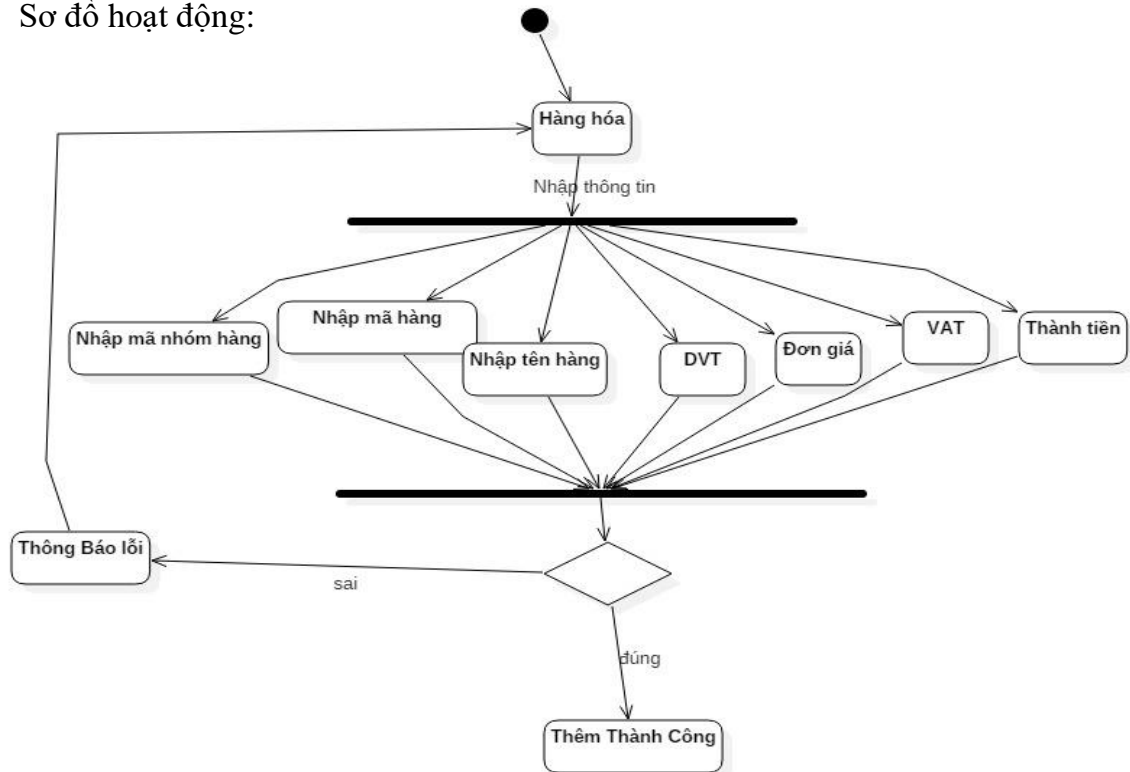 Sơ đồ hoạt động:
Hàng hóa
Nhập thông tin
Nhập mã nhóm hàng
Nhập mã hàng
Nhập tên hàng
DVT
Đơn giá
VAT
Thành tiền
Thông Báo lỗi
sai
đúng
Thêm Thành Công